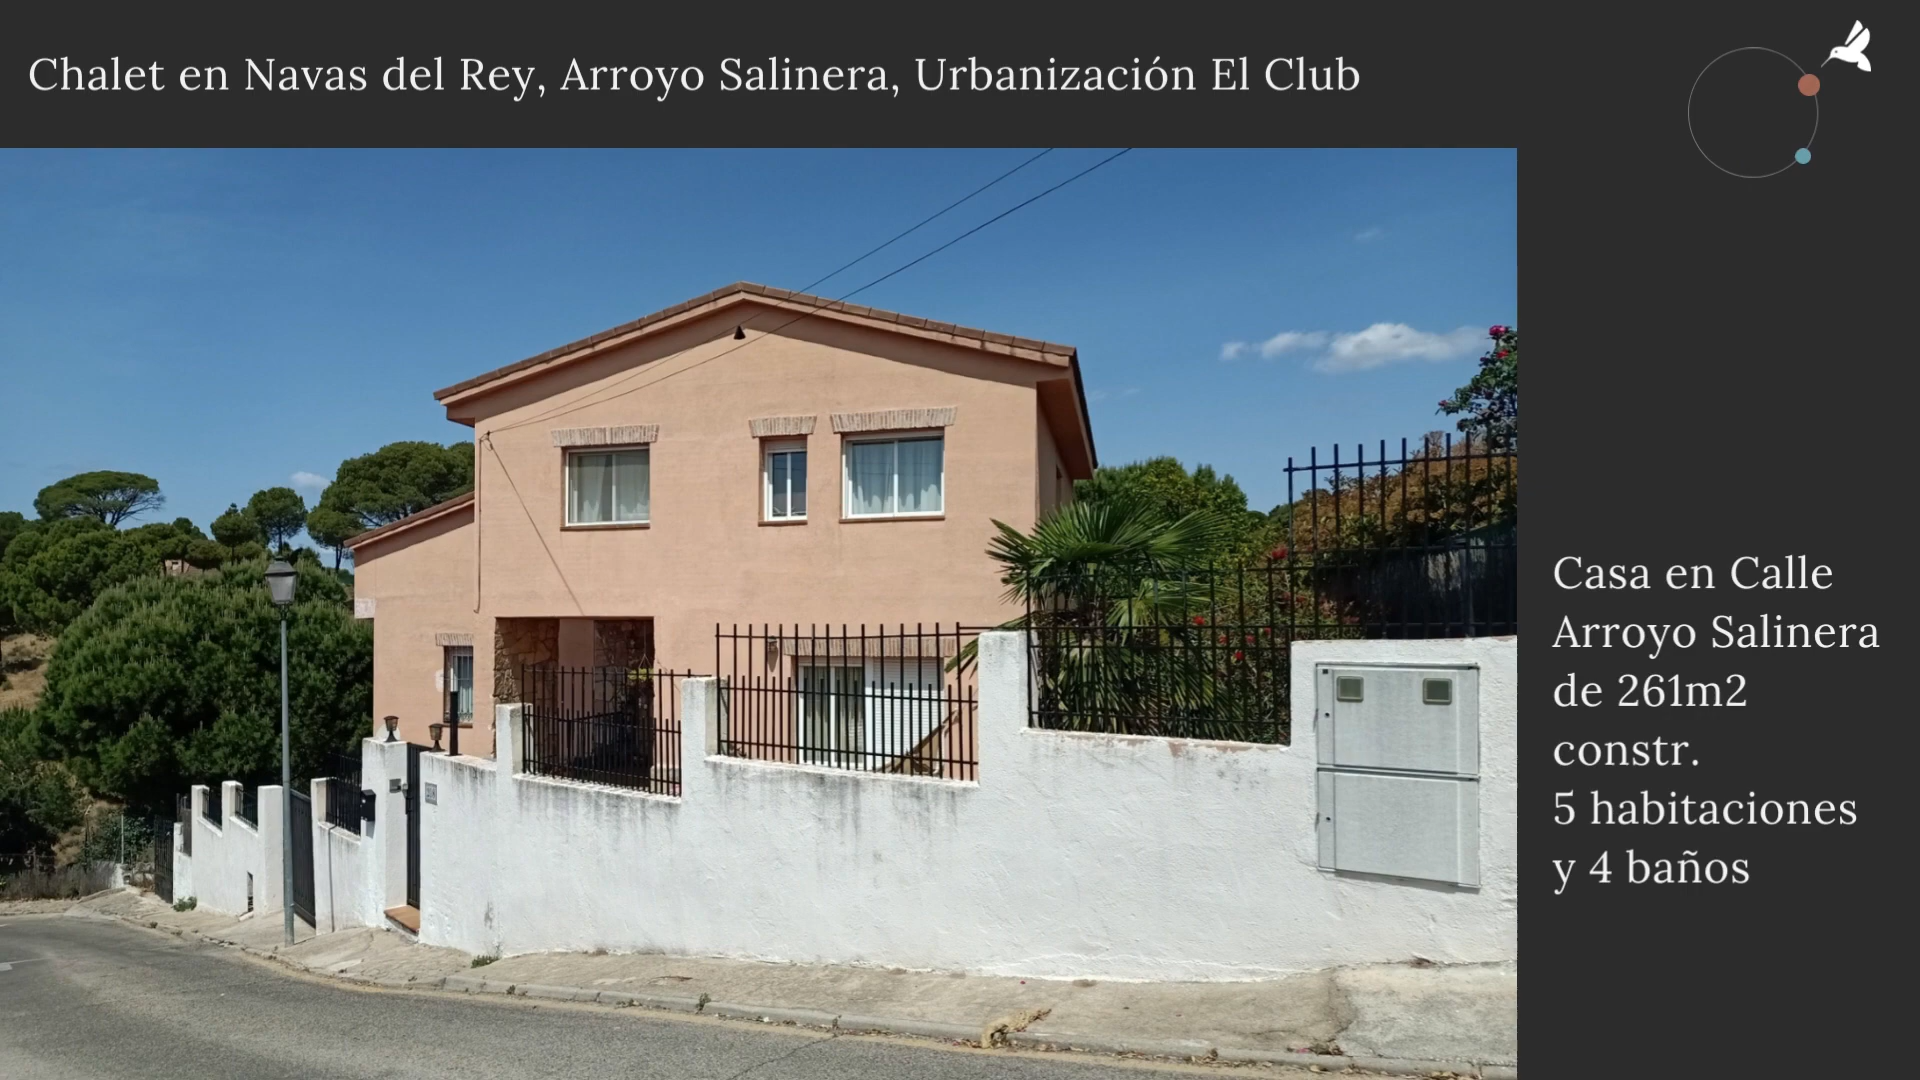 Chalet en Navas del Rey, Arroyo Salinera, Urbanización El Club
Casa en Calle
Arroyo Salinera
de 261m2
constr.
5 habitaciones
y 4 baños